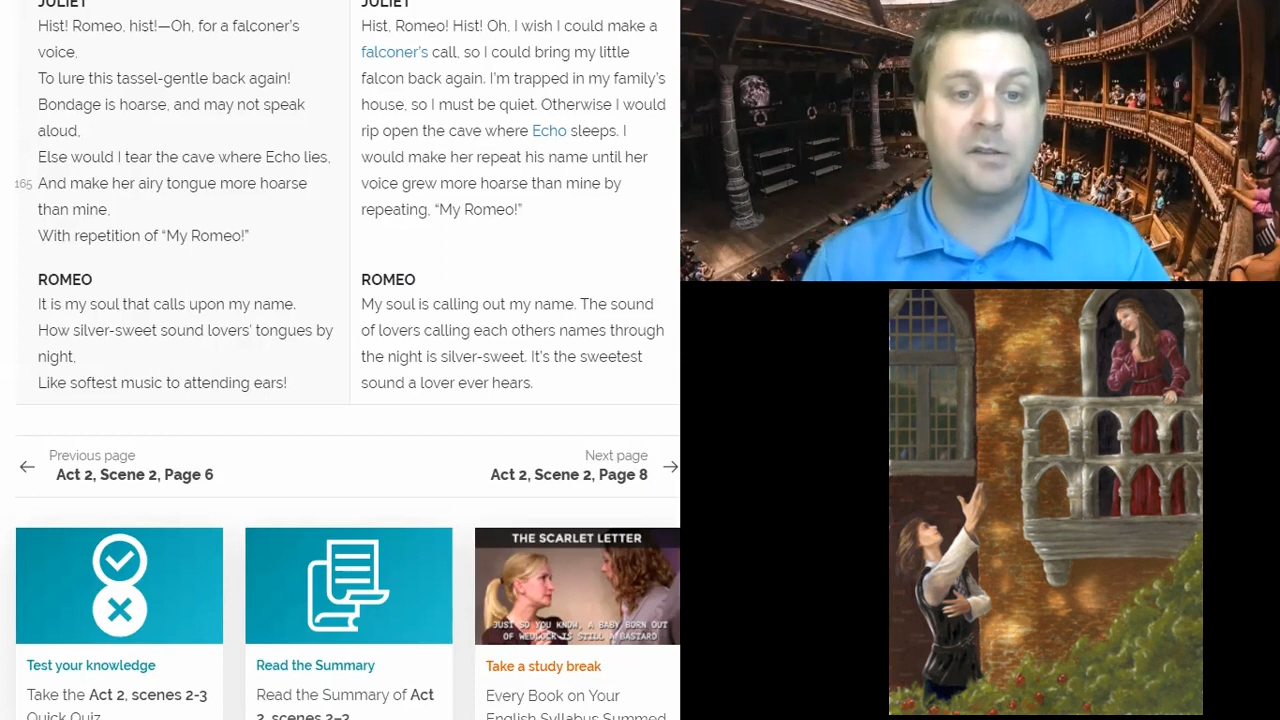 JULIET
Hist! Romeo, hist!—Oh, for a falconer's
voice,
To lure this tassel-gentle back again!
Bondage is hoarse, and may not speak
aloud,
Else would I tear the cave where Echo lies,
165 And make her airy tongue more hoarse
than mine,
With repetition of “My Romeo!”
ROMEO
It is my soul that calls upon my name.
How silver-sweet sound lovers' tongues by
night,
Like softest music to attending ears!
JULIET
Hist, Romeo! Hist! Oh, I wish I could make a
falconer's call, so I could bring my little
falcon back again. I'm trapped in my family's
house, so I must be quiet. Otherwise I would
rip open the cave where Echo sleeps. I
would make her repeat his name until her
voice grew more hoarse than mine by
repeating, “My Romeo!”
ROMEO
My soul is calling out my name. The sound
of lovers calling each others names through
the night is silver-sweet. It's the sweetest
sound a lover ever hears.
Previous page
Act 2, Scene 2, Page 6
Next page
Act 2, Scene 2, Page 8
Test your knowledge
Take the Act 2, scenes 2-3
Quick Quiz
Read the Summary
Read the Summary of Act
2, scenes 2–3
THE SCARLET LETTER
JUST SO YOU KNOW, A BABY BORN OUT
OF WEDLOCK IS STILL A BASTARD
Take a study break
Every Book on Your
English Syllabus Summed